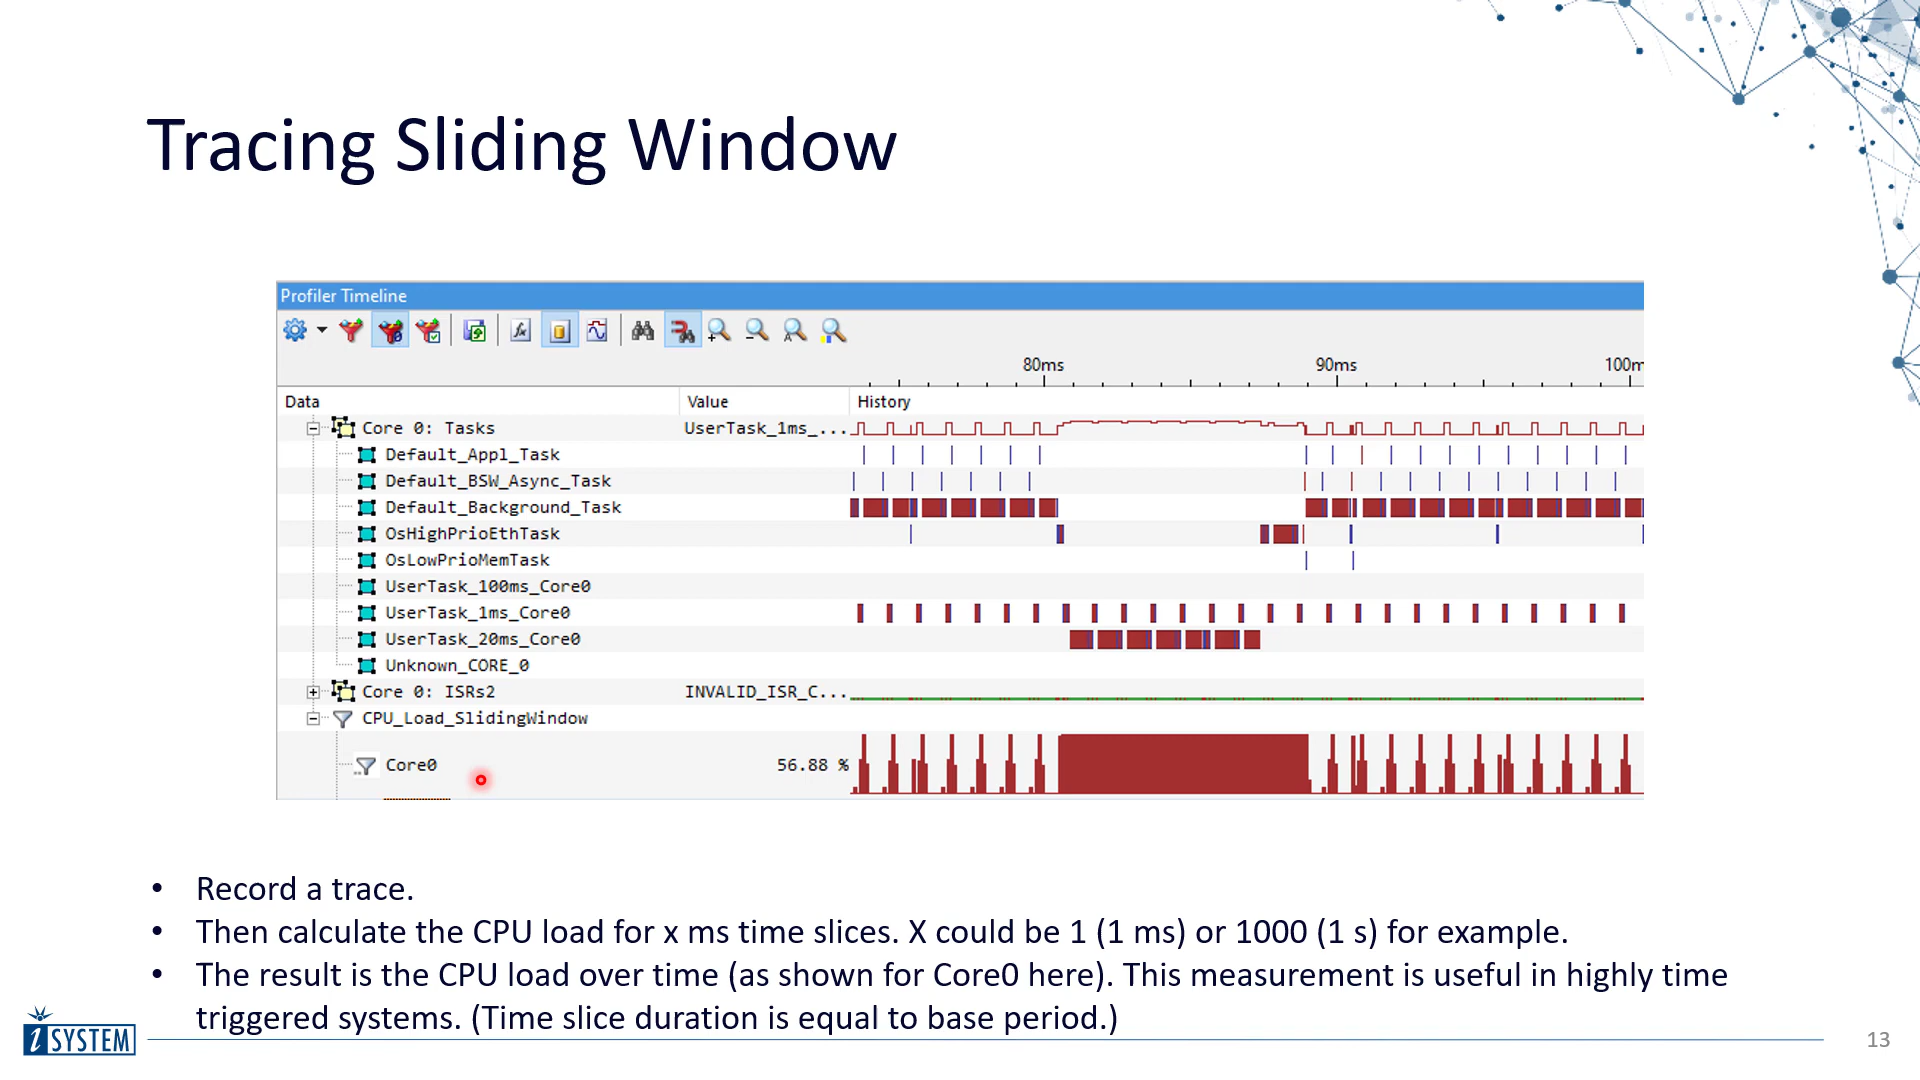 Tracing Sliding Window
Profiler Timeline
80ms 90ms 100m
Data Value History
Core 0: Tasks UserTask_1ms_...
Default_Appl_Task
Default_BSW_Async_Task
Default_Background_Task
OsHighPrioEthTask
OsLowPrioMemTask
UserTask_100ms_Core0
UserTask_1ms_Core0
UserTask_20ms_Core0
Unknown_CORE_0
Core 0: ISRs2 INVALID_ISR_C...
CPU_Load_SlidingWindow
Core0 56.88 %
• Record a trace.
• Then calculate the CPU load for x ms time slices. X could be 1 (1 ms) or 1000 (1 s) for example.
• The result is the CPU load over time (as shown for Core0 here). This measurement is useful in highly time
triggered systems. (Time slice duration is equal to base period.)
iSYSTEM
13